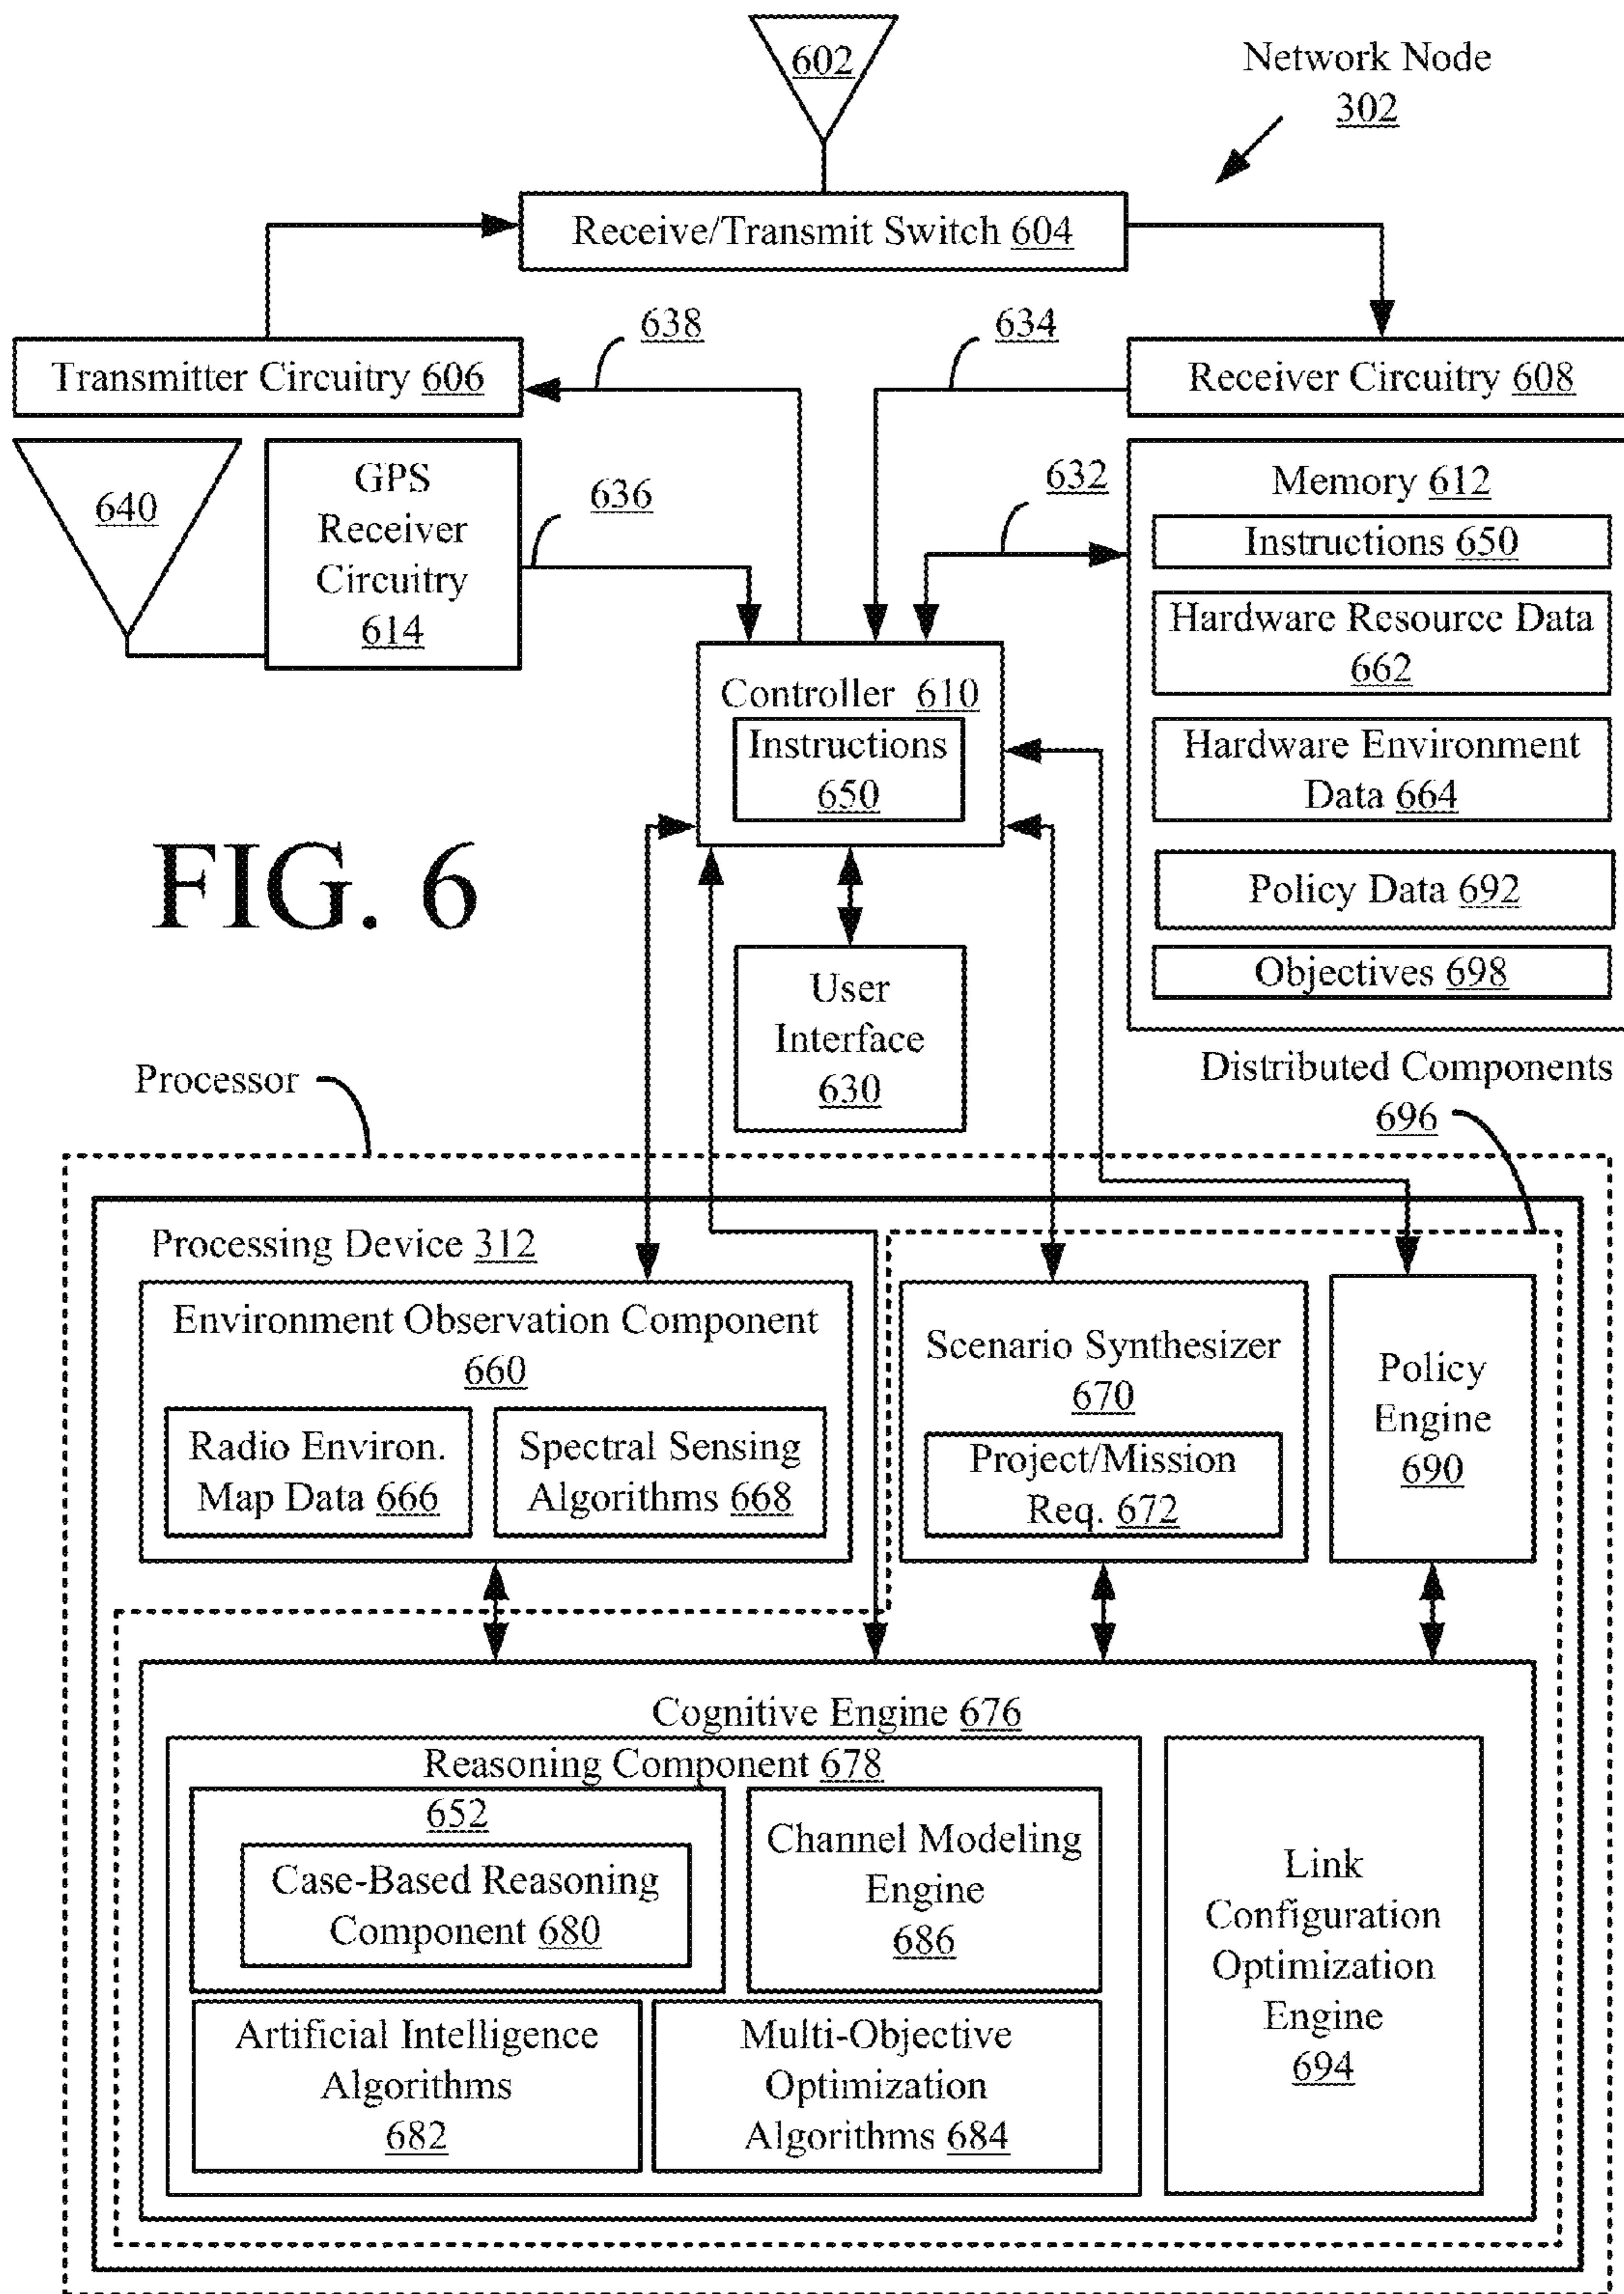 602
Network Node
302
Receive/Transmit Switch 604
638
634
Transmitter Circuitry 606
Receiver Circuitry 608
640
GPS
Receiver
Circuitry
614
636
632
Memory 612
Instructions 650
Hardware Resource Data
662
Hardware Environment
Data 664
Policy Data 692
Objectives 698
Controller 610
Instructions
650
FIG. 6
User
Interface
630
Processor
Distributed Components
696
Processing Device 312
Environment Observation Component
660
Radio Environ.
Map Data 666
Spectral Sensing
Algorithms 668
Scenario Synthesizer
670
Project/Mission
Req. 672
Policy
Engine
690
Cognitive Engine 676
Reasoning Component 678
652
Case-Based Reasoning
Component 680
Channel Modeling
Engine
686
Artificial Intelligence
Algorithms
682
Multi-Objective
Optimization
Algorithms 684
Link
Configuration
Optimization
Engine
694